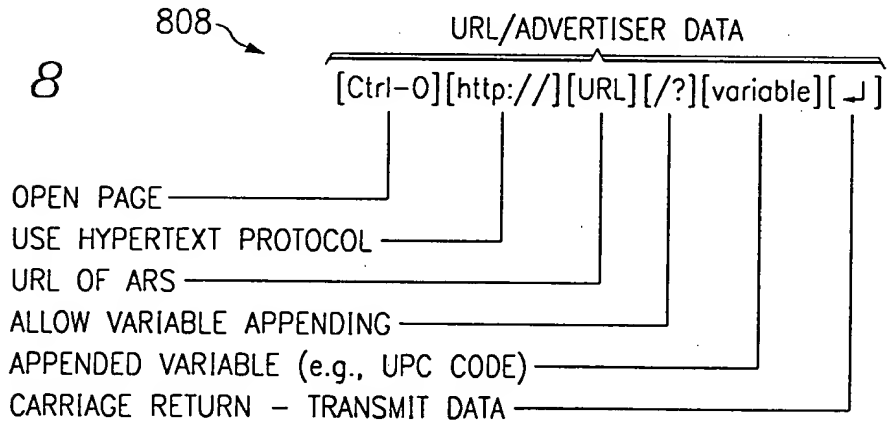 808
URL/ADVERTISER DATA
8
[Ctrl-O][http://][URL][/?][variable][↵]
OPEN PAGE
USE HYPERTEXT PROTOCOL
URL OF ARS
ALLOW VARIABLE APPENDING
APPENDED VARIABLE (e.g., UPC CODE)
CARRIAGE RETURN – TRANSMIT DATA